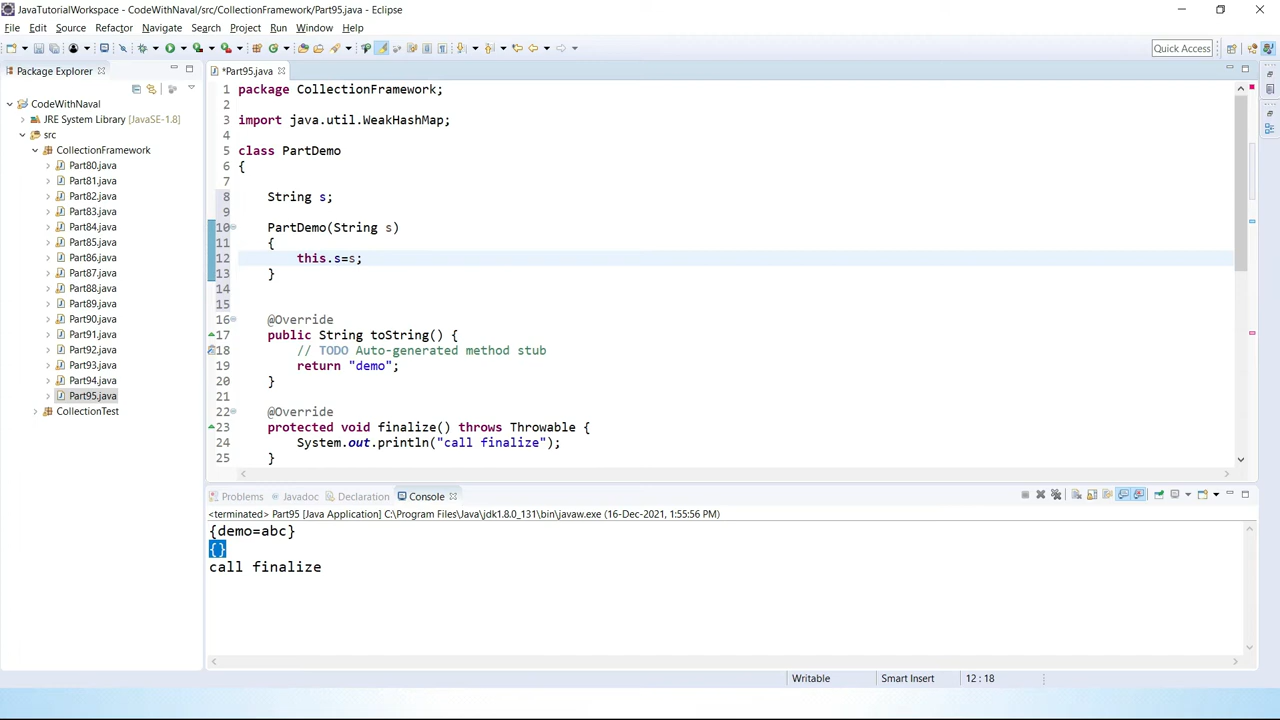 JavaTutorialWorkspace - CodeWithNaval/src/CollectionFramework/Part95.java - Eclipse
File Edit Source Refactor Navigate Search Project Run Window Help
Quick Access
Package Explorer
*Part95.java
CodeWithNaval
JRE System Library [JavaSE-1.8]
src
CollectionFramework
Part80.java
Part81.java
Part82.java
Part83.java
Part84.java
Part85.java
Part86.java
Part87.java
Part88.java
Part89.java
Part90.java
Part91.java
Part92.java
Part93.java
Part94.java
Part95.java
CollectionTest
1 package CollectionFramework;
2
3 import java.util.WeakHashMap;
4
5 class PartDemo
6 {
7
8 String s;
9
10 PartDemo(String s)
11 {
12 this.s=s;
13 }
14
15
16 @Override
17 public String toString() {
18 // TODO Auto-generated method stub
19 return "demo";
20 }
21
22 @Override
23 protected void finalize() throws Throwable {
24 System.out.println("call finalize");
25 }
Problems Javadoc Declaration Console
<terminated> Part95 [Java Application] C:\Program Files\Java\jdk1.8.0_131\bin\javaw.exe (16-Dec-2021, 1:55:56 PM)
{demo=abc}
{}
call finalize
Writable Smart Insert 12 : 18